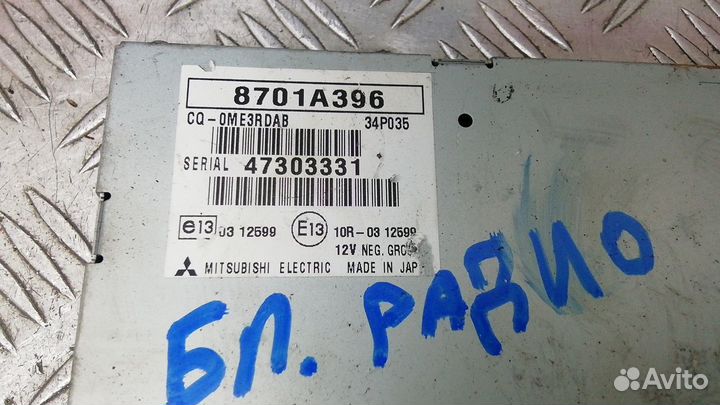 8701A396
CQ-0ME3RDAB 34P035
SERIAL 47303331
e13 03 12599 E13 10R-03 12599
12V NEG.
MITSUBISHI ELECTRIC MADE IN JAP
БЛ. РАДИО
Avito